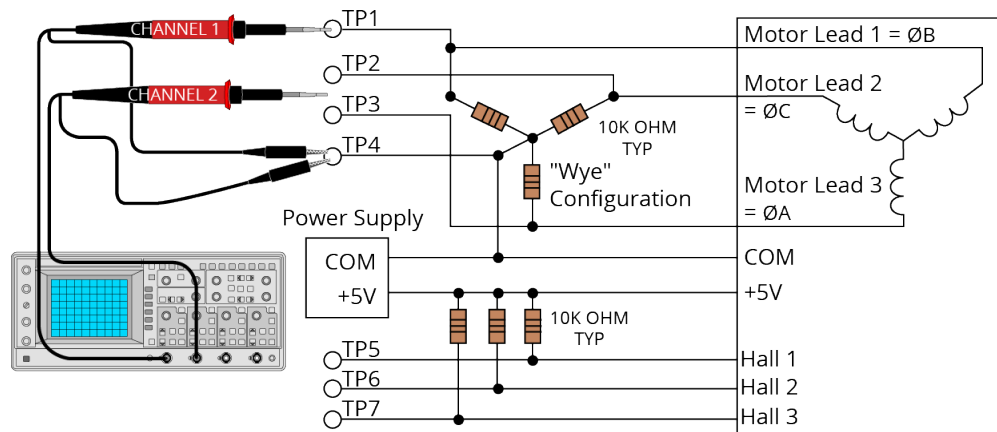 CHANNEL 1
CHANNEL 2
TP1
TP2
TP3
TP4
10K OHM
TYP
"Wye"
Configuration
Motor Lead 1 = ØB
Motor Lead 2
= ØC
Motor Lead 3
= ØA
Power Supply
COM
+5V
COM
+5V
10K OHM
TYP
TP5
TP6
TP7
Hall 1
Hall 2
Hall 3